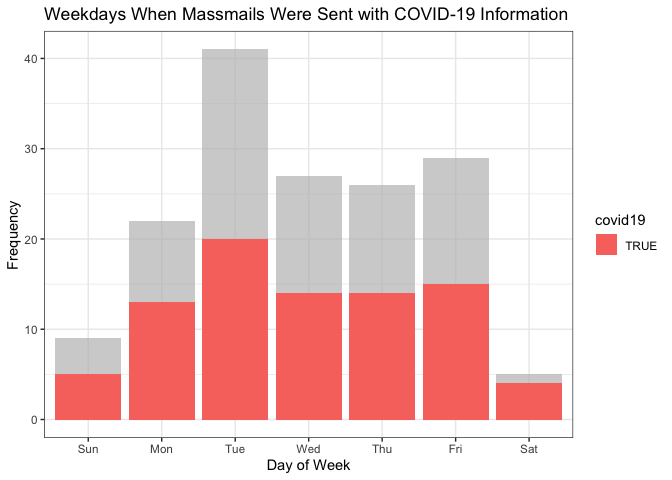 Weekdays When Massmails Were Sent with COVID-19 Information
40
30
20
10
0
Frequency
Sun Mon Tue Wed Thu Fri Sat
Day of Week
covid19
TRUE